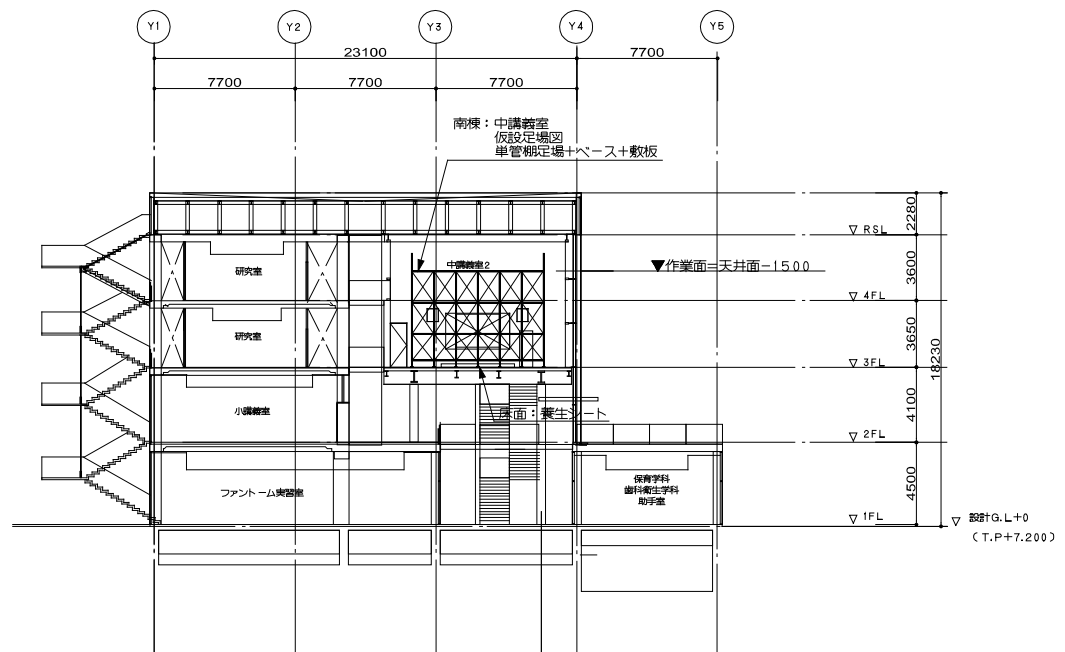 Y1 Y2 Y3 Y4 Y5
23100 7700
7700 7700 7700
南棟：中講義室
仮設足場図
単管棚足場＋ベース＋敷板
2280
▽ RSL
研究室
中講義室2
▼作業面=天井面-1500
3600
▽ 4FL
研究室
3650
18230
▽ 3FL
小講義室
床面：養生シート
4100
▽ 2FL
ファントーム実習室
保育学科
歯科衛生学科
助手室
4500
▽ 1FL
▽ 設計G.L+0
(T.P+7.200)